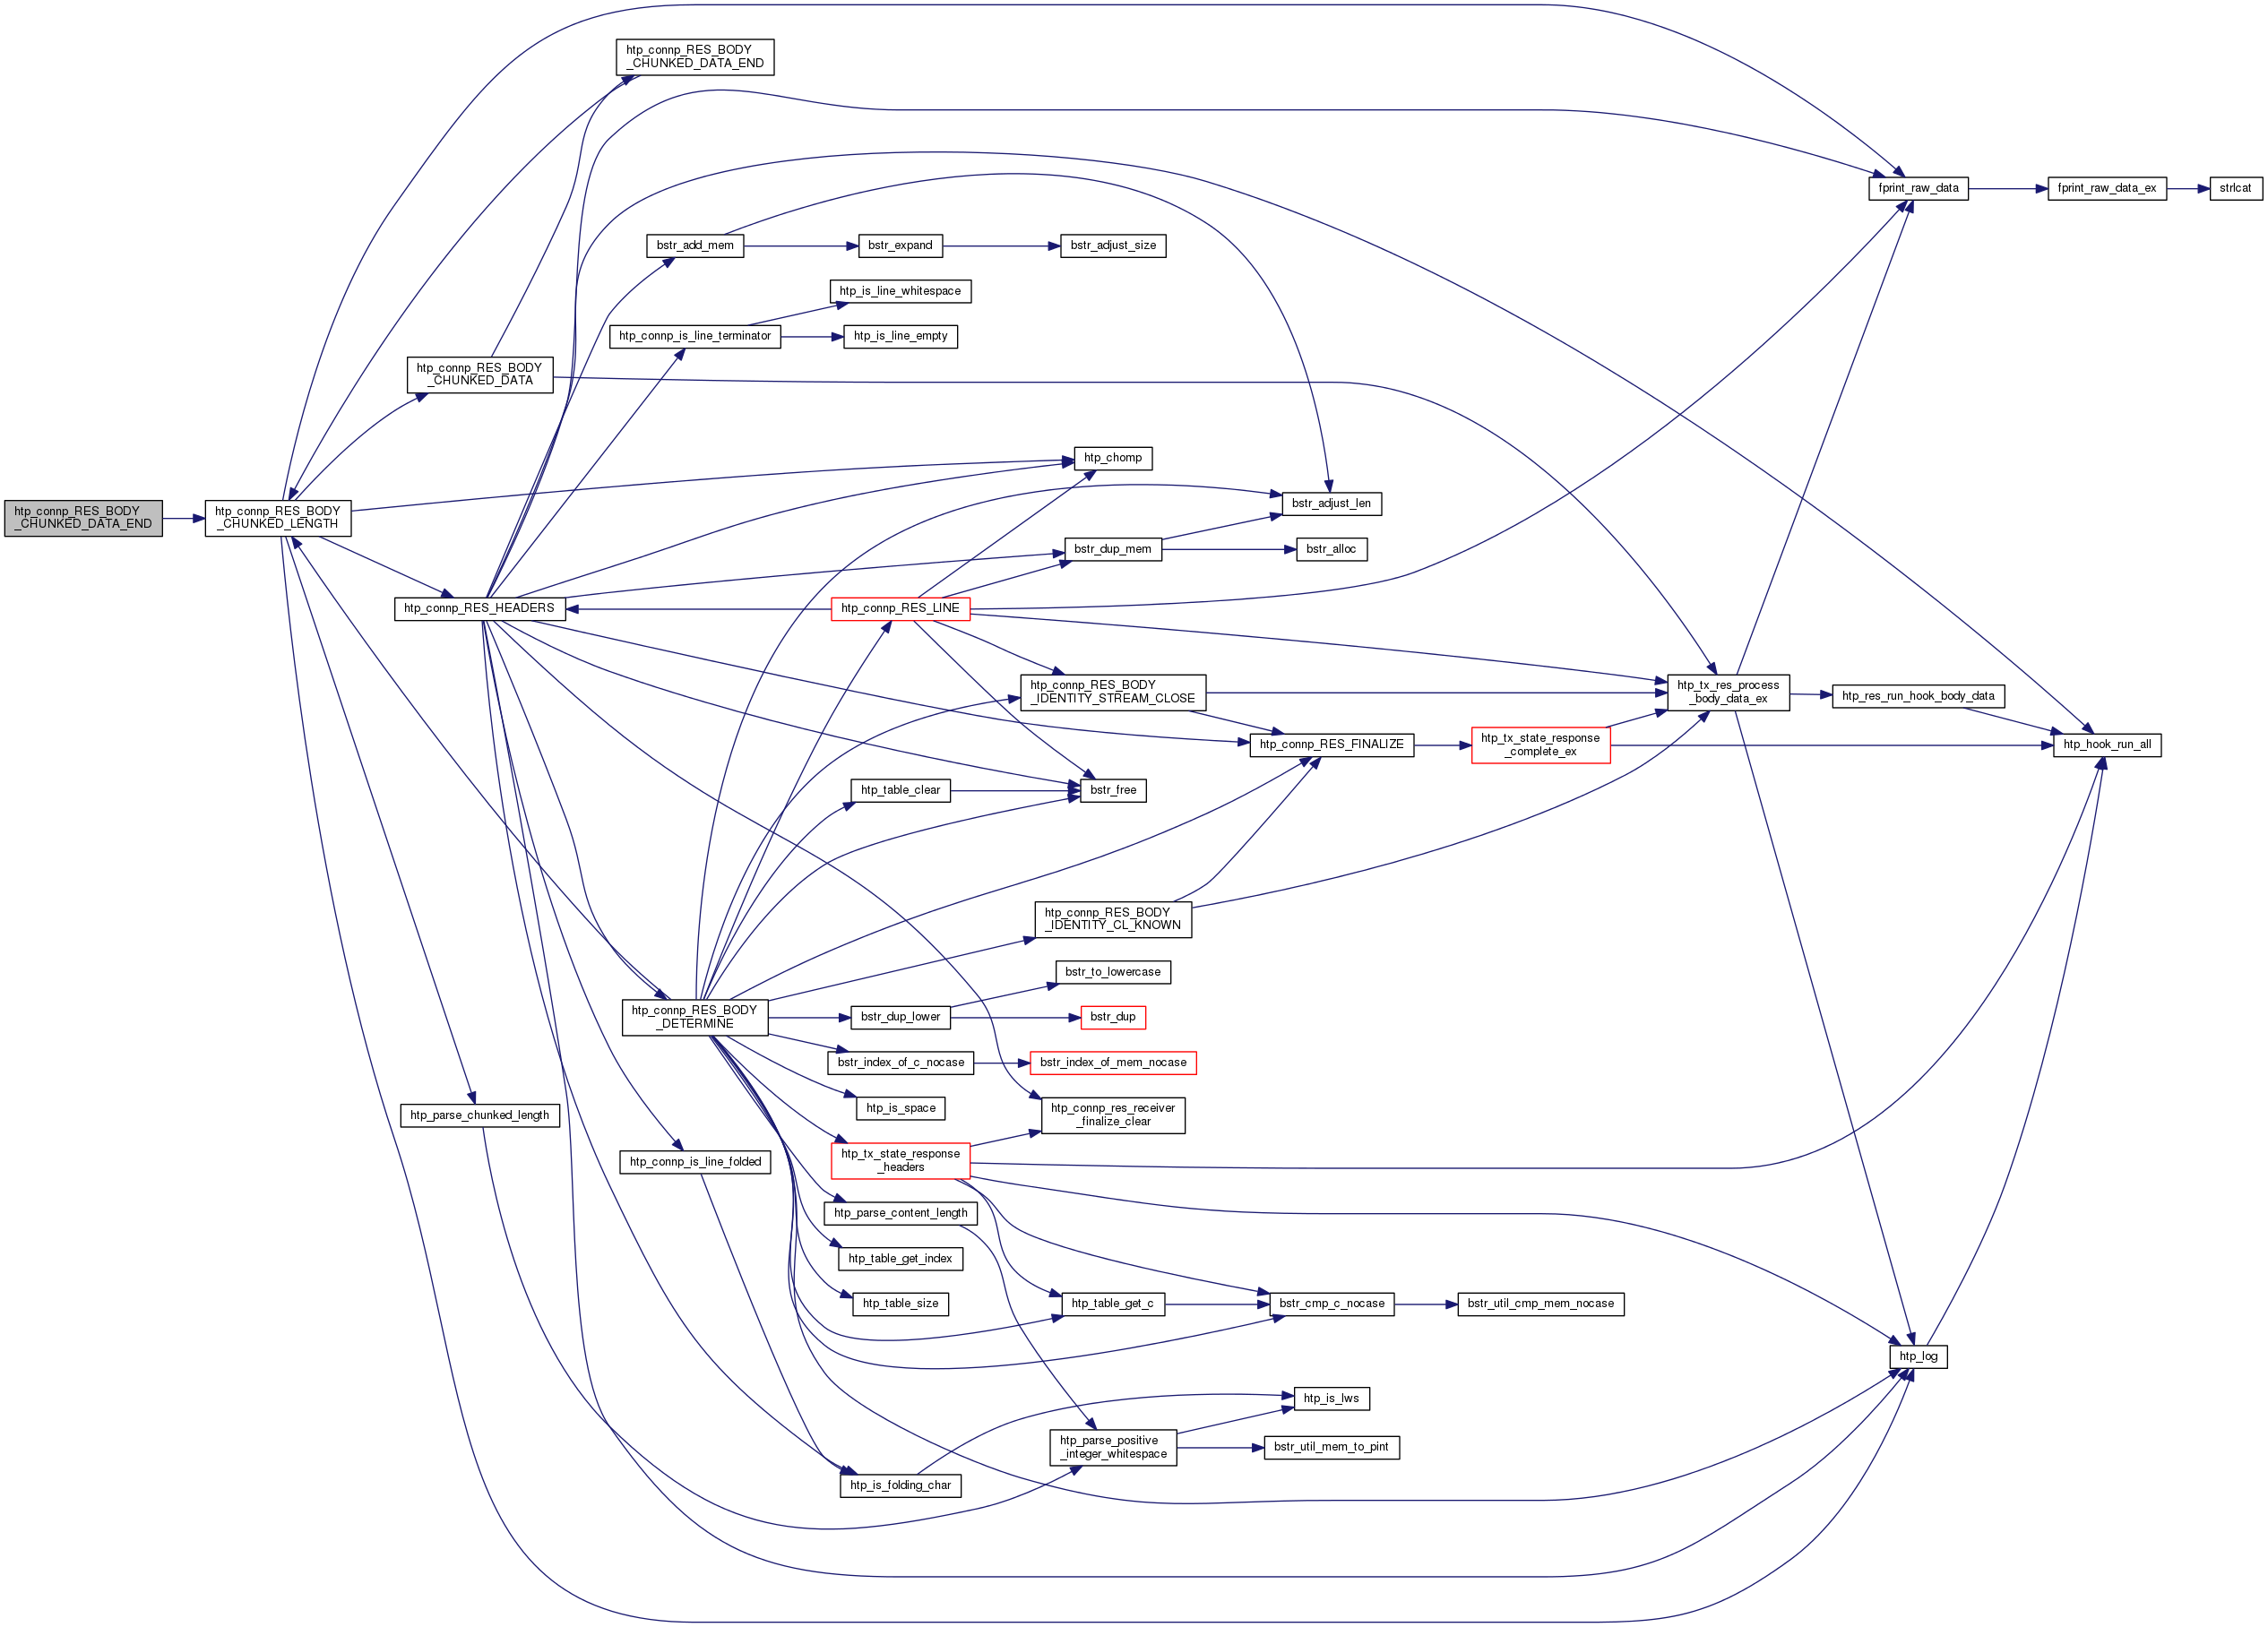 htp_connp_RES_BODY
_CHUNKED_DATA_END
fprint_raw_data
fprint_raw_data_ex
strlcat
bstr_add_mem
bstr_expand
bstr_adjust_size
htp_is_line_whitespace
htp_connp_is_line_terminator
htp_is_line_empty
htp_connp_RES_BODY
_CHUNKED_DATA
htp_chomp
bstr_adjust_len
htp_connp_RES_BODY
_CHUNKED_DATA_END
htp_connp_RES_BODY
_CHUNKED_LENGTH
bstr_dup_mem
bstr_alloc
htp_connp_RES_HEADERS
htp_connp_RES_LINE
htp_connp_RES_BODY
_IDENTITY_STREAM_CLOSE
htp_tx_res_process
_body_data_ex
htp_res_run_hook_body_data
htp_connp_RES_FINALIZE
htp_tx_state_response
_complete_ex
htp_hook_run_all
htp_table_clear
bstr_free
htp_connp_RES_BODY
_IDENTITY_CL_KNOWN
bstr_to_lowercase
htp_connp_RES_BODY
_DETERMINE
bstr_dup_lower
bstr_dup
bstr_index_of_c_nocase
bstr_index_of_mem_nocase
htp_is_space
htp_connp_res_receiver
_finalize_clear
htp_parse_chunked_length
htp_connp_is_line_folded
htp_tx_state_response
_headers
htp_parse_content_length
htp_table_get_index
htp_table_size
htp_table_get_c
bstr_cmp_c_nocase
bstr_util_cmp_mem_nocase
htp_log
htp_is_lws
htp_parse_positive
_integer_whitespace
bstr_util_mem_to_pint
htp_is_folding_char